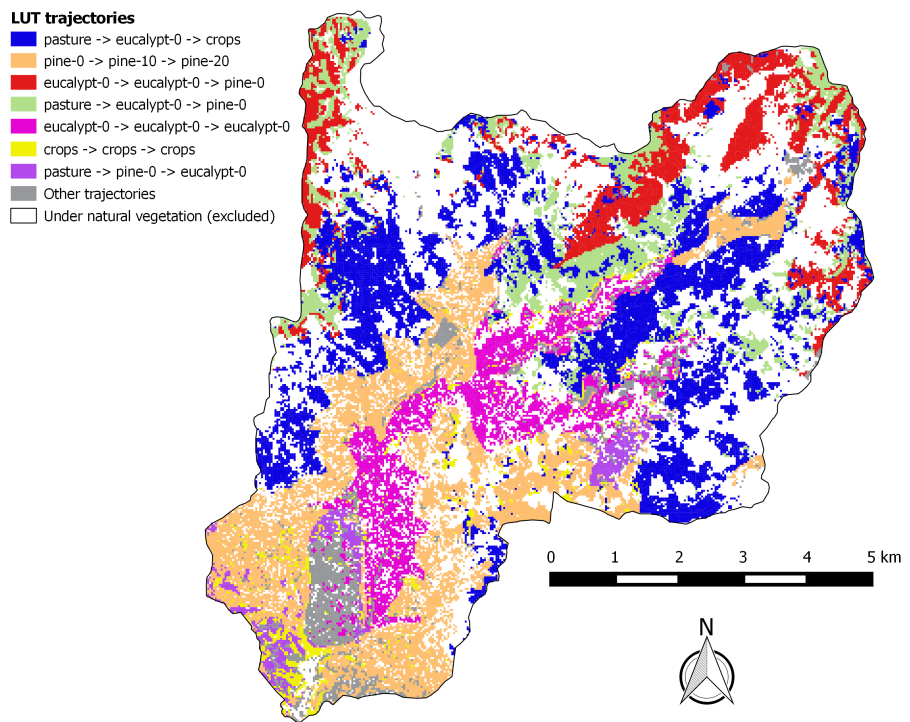 LUT trajectories
pasture -> eucalypt-0 -> crops
pine-0 -> pine-10 -> pine-20
eucalypt-0 -> eucalypt-0 -> pine-0
pasture -> eucalypt-0 -> pine-0
eucalypt-0 -> eucalypt-0 -> eucalypt-0
crops -> crops -> crops
pasture -> pine-0 -> eucalypt-0
Other trajectories
Under natural vegetation (excluded)
0 1 2 3 4 5 km
N